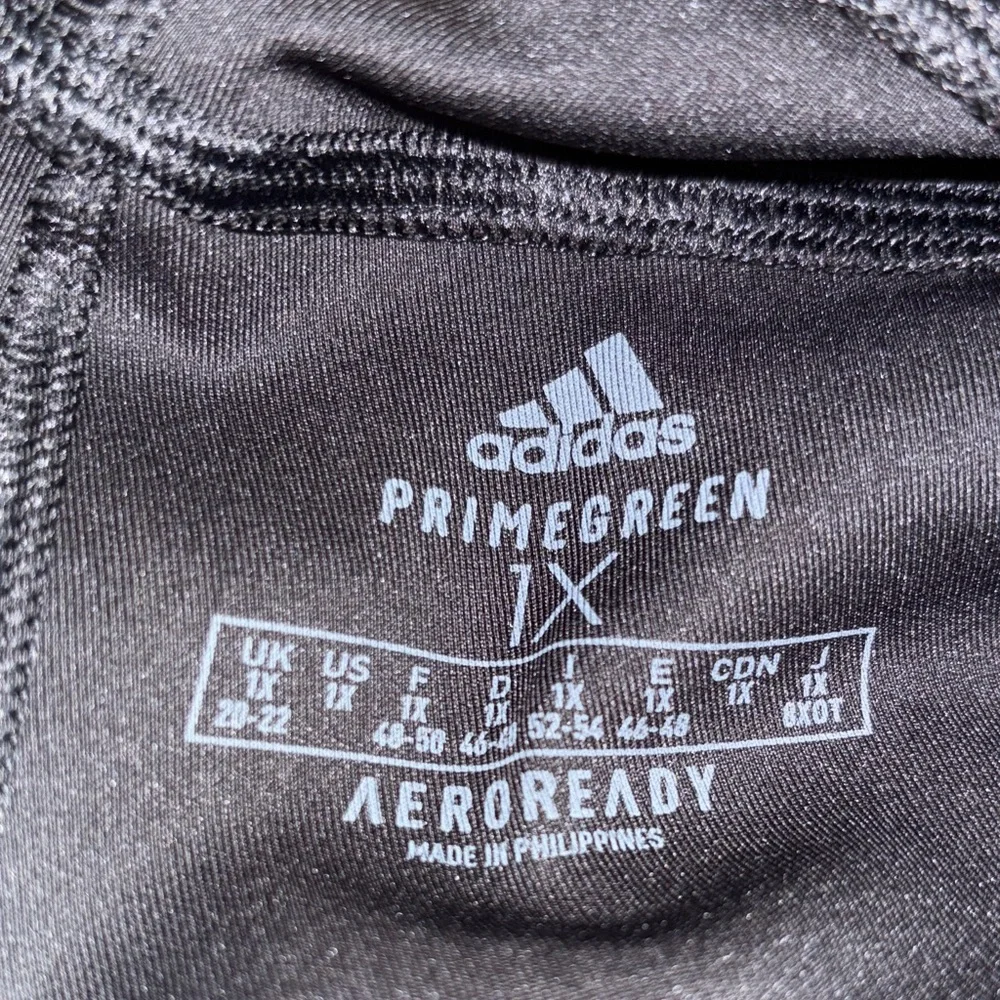 adidas
PRIMEGREEN
1X
UK US F D I E CDN J
1X 1X 1X 1X 1X 1X 1X 1X
20-22 48-50 52-54 46-48 8XOT
AEROREADY
MADE IN PHILIPPINES